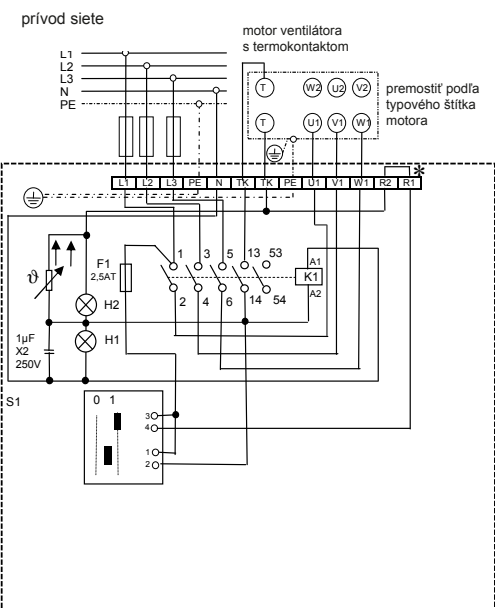 prívod siete
motor ventilátora
s termokontaktom
L1
L2
L3
N
PE
T W2 U2 V2
T U1 V1 W1
premostiť podľa
typového štítka
motora
L1 L2 L3 PE N TK TK PE U1 V1 W1 R2 R1 *
ϑ
F1
2,5AT
1 3 5 13 53
2 4 6 14 54
A1
K1
A2
H2
H1
1µF
X2
250V
S1
0 1
3
4
1
2